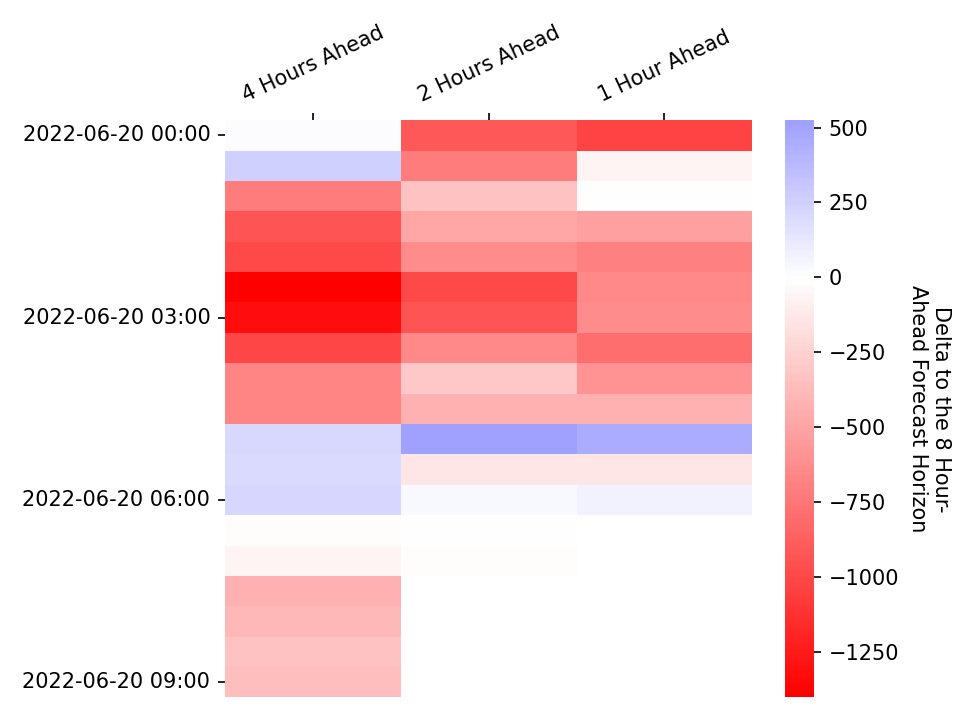 4 Hours Ahead
2 Hours Ahead
1 Hour Ahead
2022-06-20 00:00
2022-06-20 03:00
2022-06-20 06:00
2022-06-20 09:00
500
250
0
−250
−500
−750
−1000
−1250
Delta to the 8 Hour-
Ahead Forecast Horizon